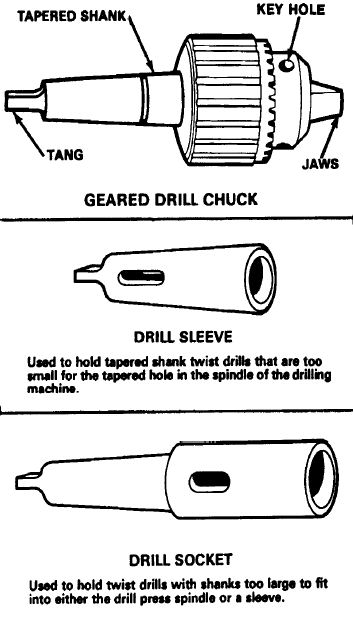 TAPERED SHANK
KEY HOLE
TANG
JAWS
GEARED DRILL CHUCK
DRILL SLEEVE
Used to hold tapered shank twist drills that are too
small for the tapered hole in the spindle of the drilling
machine.
DRILL SOCKET
Used to hold twist drills with shanks too large to fit
into either the drill press spindle or a sleeve.